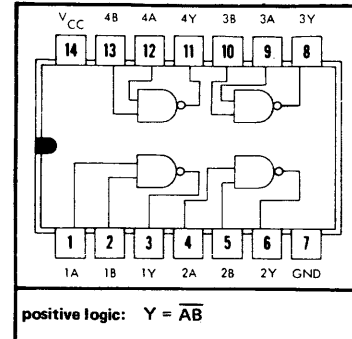 VCC 4B 4A 4Y 3B 3A 3Y
14 13 12 11 10 9 8
1 2 3 4 5 6 7
1A 1B 1Y 2A 2B 2Y GND
positive logic: Y = A̅B̅